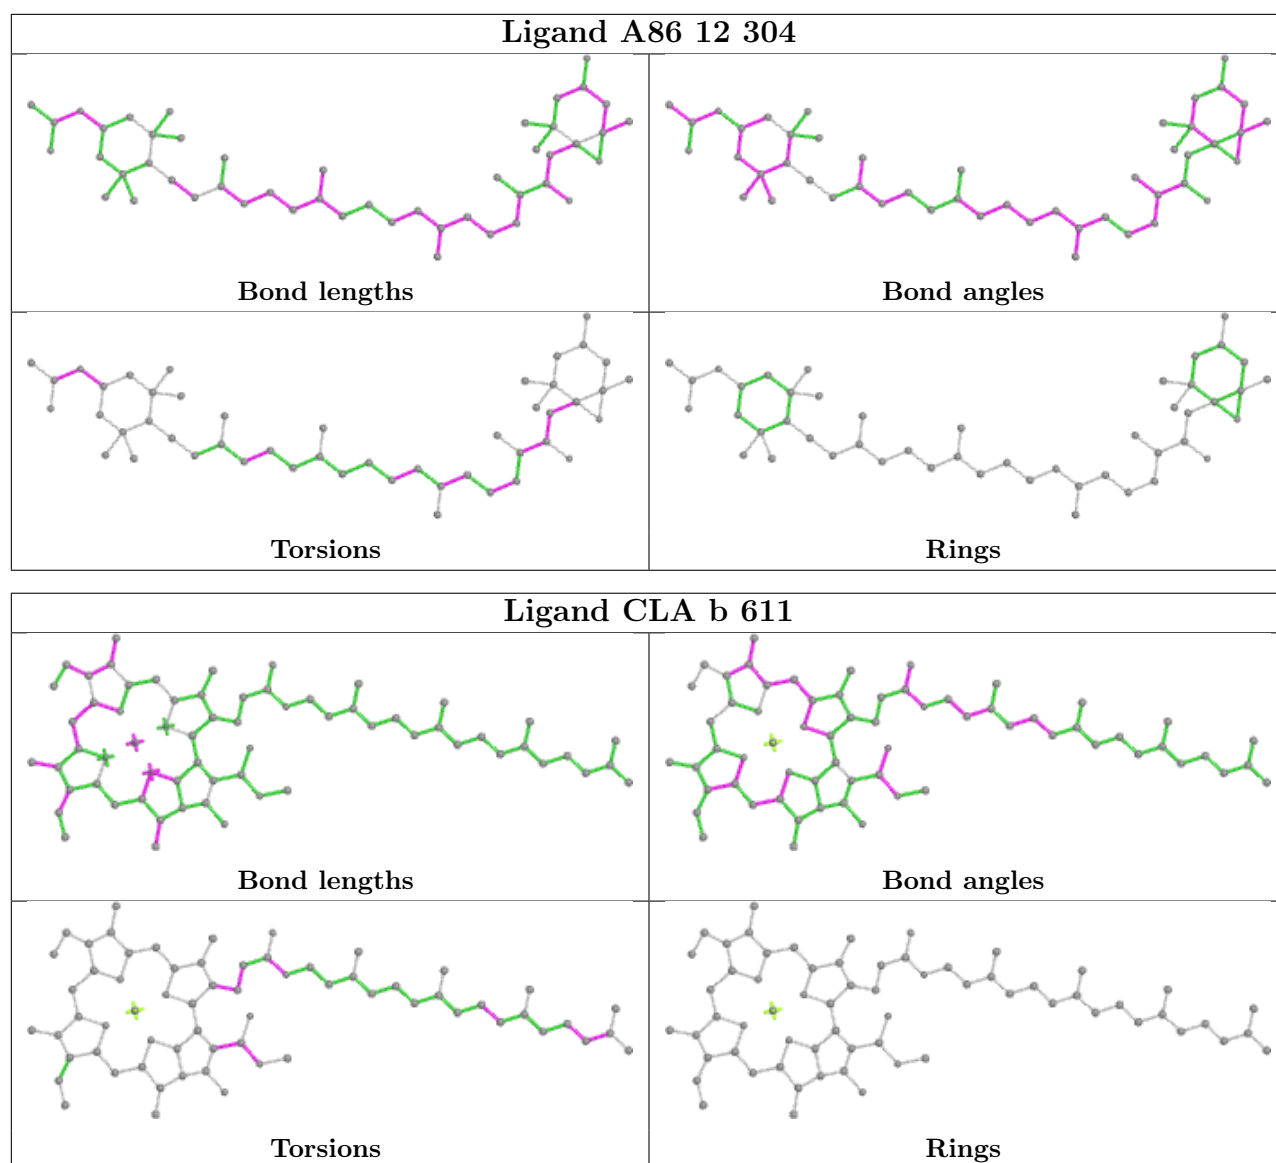 Ligand A86 12 304
Bond lengths
Bond angles
Torsions
Rings
Ligand CLA b 611
Bond lengths
Bond angles
Torsions
Rings